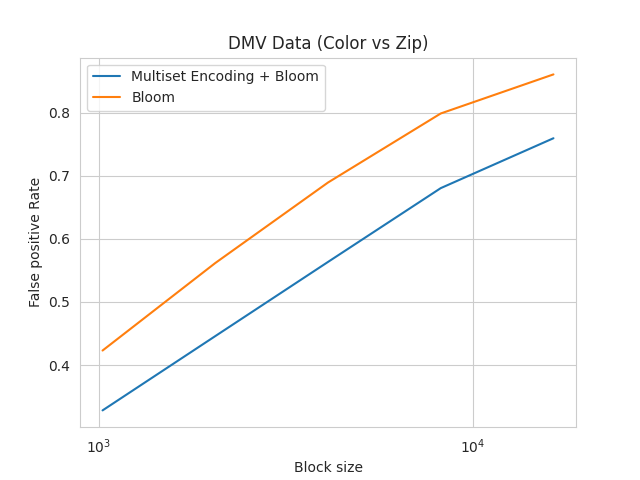 DMV Data (Color vs Zip)
Multiset Encoding + Bloom
Bloom
False positive Rate
0.8
0.7
0.6
0.5
0.4
10³
10⁴
Block size